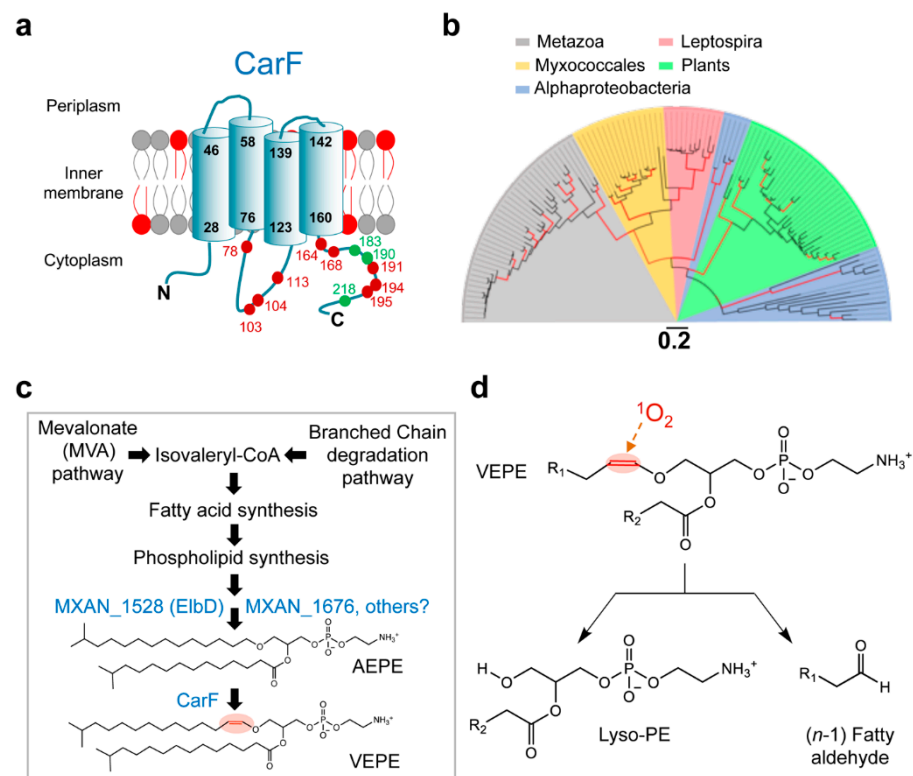 a
CarF
Periplasm
Inner
membrane
Cytoplasm
46
58
139
142
28
76
123
160
78
164
168
183
190
191
194
195
113
104
103
218
N
C
b
Metazoa
Leptospira
Myxococcales
Plants
Alphaproteobacteria
0.2
c
Mevalonate
(MVA)
pathway
Isovaleryl-CoA
Branched Chain
degradation
pathway
Fatty acid synthesis
Phospholipid synthesis
MXAN_1528 (ElbD)
MXAN_1676, others?
O
O
P
O
O-
O
O
NH3+
AEPE
CarF
O
O
P
O
O-
O
O
NH3+
VEPE
d
¹O₂
VEPE
R₁
O
O
P
O
O-
O
NH₃⁺
R₂
O
O
H
O
O
P
O
O-
O
NH₃⁺
R₂
O
O
Lyso-PE
R₁
O
H
(n-1) Fatty
aldehyde